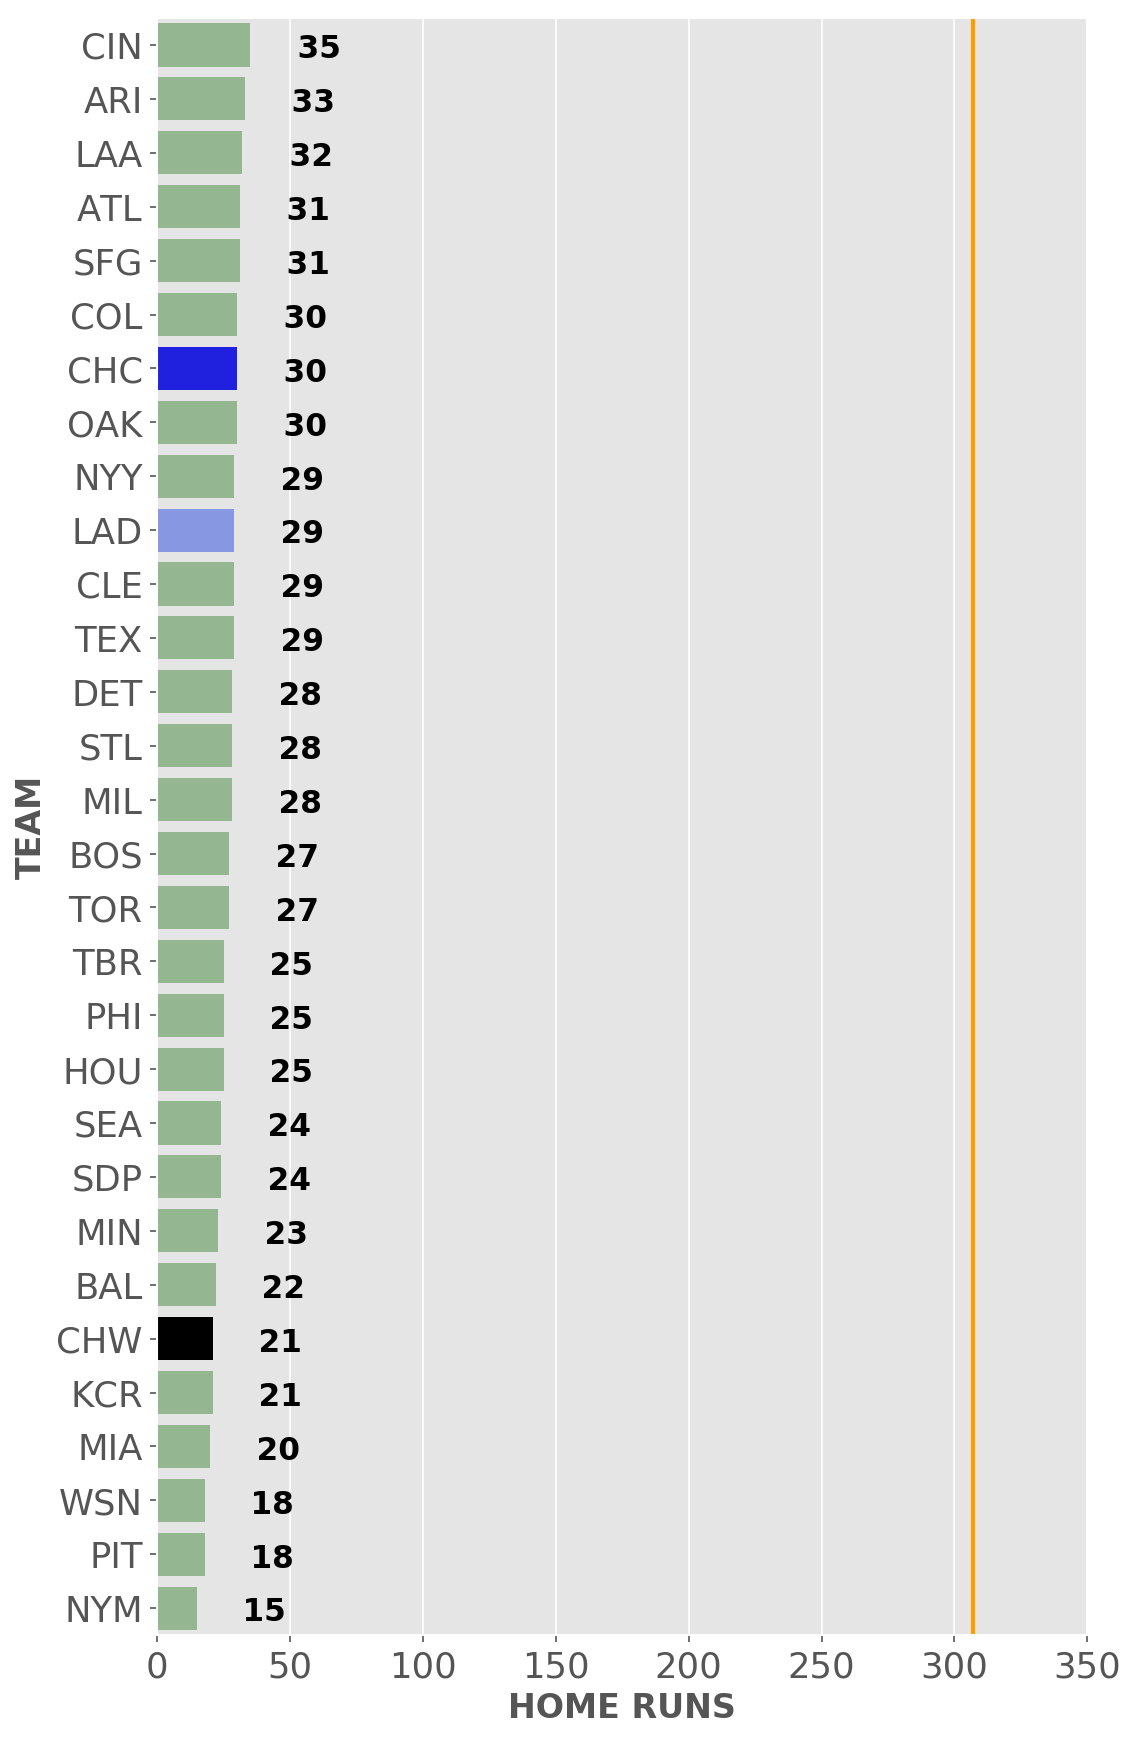 CIN 35
ARI 33
LAA 32
ATL 31
SFG 31
COL 30
CHC 30
OAK 30
NYY 29
LAD 29
CLE 29
TEX 29
DET 28
STL 28
MIL 28
BOS 27
TOR 27
TBR 25
PHI 25
HOU 25
SEA 24
SDP 24
MIN 23
BAL 22
CHW 21
KCR 21
MIA 20
WSN 18
PIT 18
NYM 15
TEAM
0 50 100 150 200 250 300 350
HOME RUNS